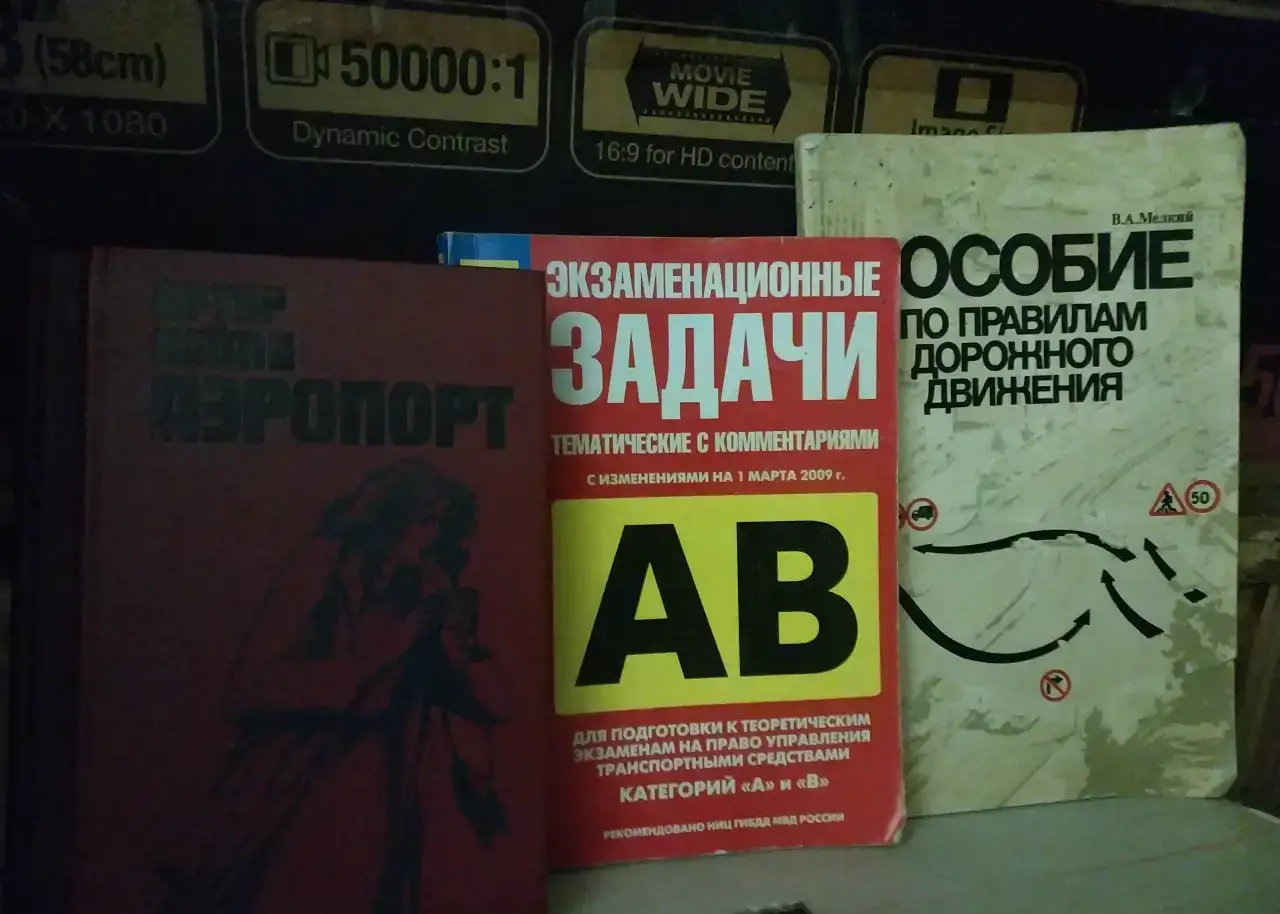 (58cm)
X 1080
50000:1
Dynamic Contrast
MOVIE
WIDE
16:9 for HD content
АРТУР
ХЕЙЛИ
АЭРОПОРТ
ЭКЗАМЕНАЦИОННЫЕ
ЗАДАЧИ
ТЕМАТИЧЕСКИЕ С КОММЕНТАРИЯМИ
С ИЗМЕНЕНИЯМИ НА 1 МАРТА 2009 г.
АВ
ДЛЯ ПОДГОТОВКИ К ТЕОРЕТИЧЕСКИМ
ЭКЗАМЕНАМ НА ПРАВО УПРАВЛЕНИЯ
ТРАНСПОРТНЫМИ СРЕДСТВАМИ
КАТЕГОРИЙ «А» и «В»
РЕКОМЕНДОВАНО НИЦ ГИБДД МВД РОССИИ
В.А.Мелкий
ОСОБИЕ
ПО ПРАВИЛАМ
ДОРОЖНОГО
ДВИЖЕНИЯ
50